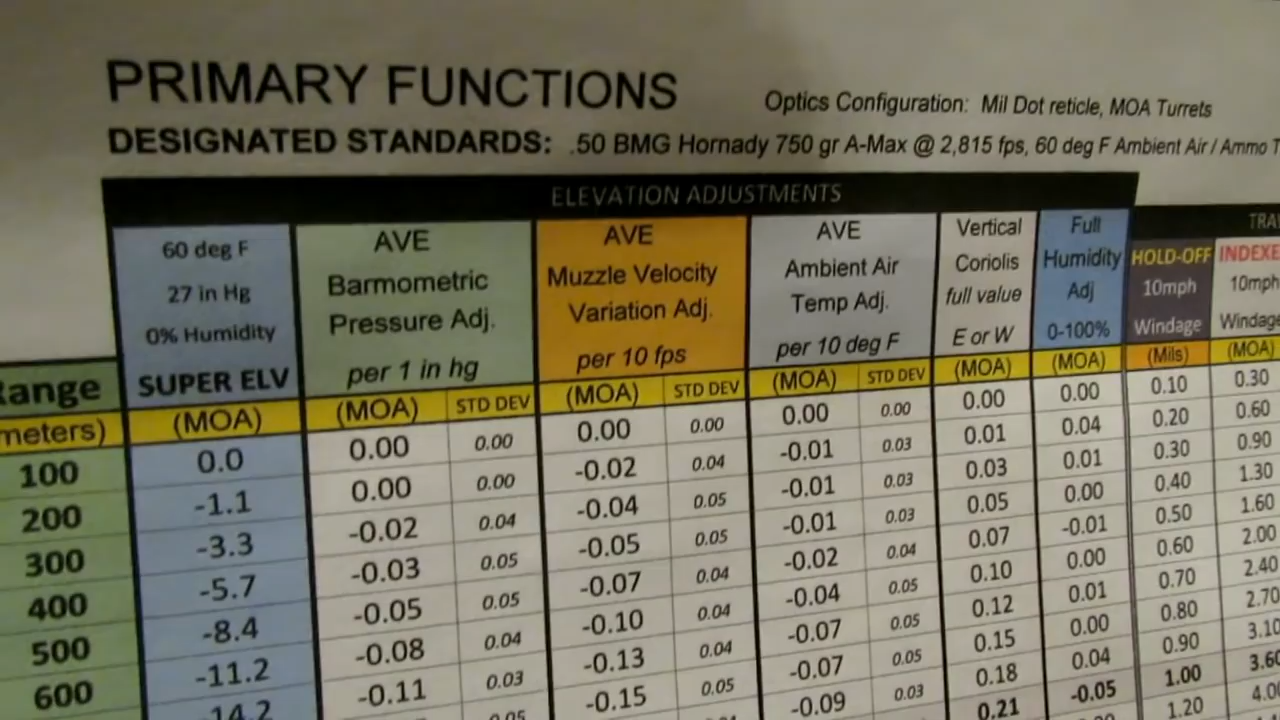 PRIMARY FUNCTIONS
Optics Configuration: Mil Dot reticle, MOA Turrets
DESIGNATED STANDARDS: .50 BMG Hornady 750 gr A-Max @ 2,815 fps, 60 deg F Ambient Air / Ammo T
ELEVATION ADJUSTMENTS
TRA
60 deg F
27 in Hg
0% Humidity
SUPER ELV
AVE
Barmometric
Pressure Adj.
per 1 in hg
AVE
Muzzle Velocity
Variation Adj.
per 10 fps
AVE
Ambient Air
Temp Adj.
per 10 deg F
Vertical
Coriolis
full value
E or W
Full
Humidity
Adj
0-100%
HOLD-OFF
10mph
Windage
INDEXE
10mph
Windag
Range
meters) (MOA) (MOA) STD DEV (MOA) STD DEV (MOA) STD DEV (MOA) (MOA) (Mils) (MOA)
100 0.0 0.00 0.00 0.00 0.00 0.00 0.00 0.00 0.00 0.10 0.30
200 -1.1 0.00 0.00 -0.02 0.04 -0.01 0.03 0.01 0.04 0.20 0.60
300 -3.3 -0.02 0.04 -0.04 0.05 -0.01 0.03 0.03 0.01 0.30 0.90
400 -5.7 -0.03 0.05 -0.05 0.05 -0.01 0.03 0.05 0.00 0.40 1.30
500 -8.4 -0.05 0.05 -0.07 0.04 -0.02 0.04 0.07 -0.01 0.50 1.60
600 -11.2 -0.08 0.04 -0.10 0.04 -0.04 0.05 0.10 0.00 0.60 2.00
-14.2 -0.11 0.03 -0.13 0.04 -0.07 0.05 0.12 0.01 0.70 2.40
0.05 -0.15 0.05 -0.07 0.05 0.15 0.00 0.80 2.70
-0.09 0.03 0.18 0.04 0.90 3.10
0.21 -0.05 1.00 3.60
1.20 4.00